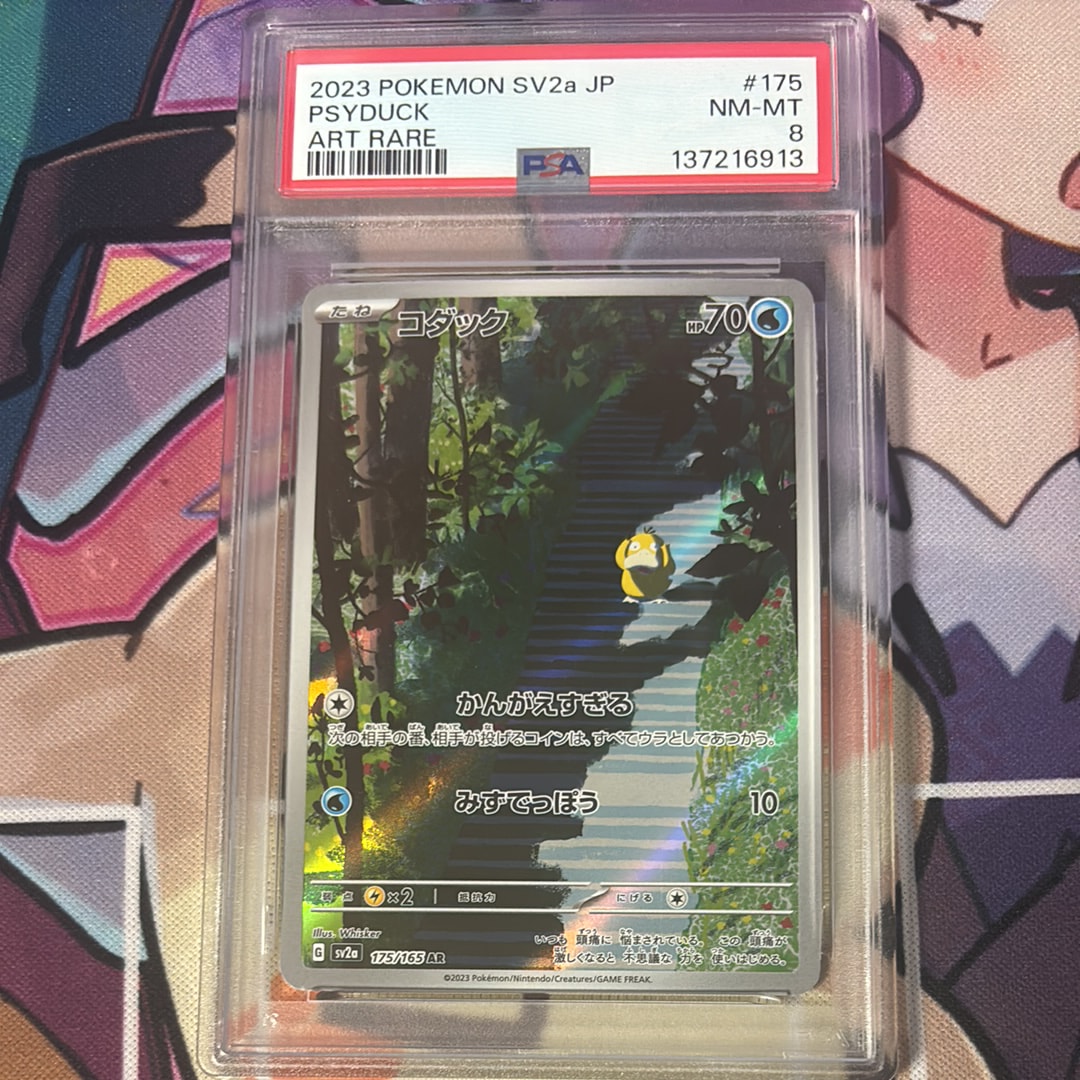 2023 POKEMON SV2a JP #175
PSYDUCK NM-MT
ART RARE 8
PSA 137216913
たね コダック HP70
かんがえすぎる
次の相手の番、相手が投げるコインは、すべてウラとしてあつかう。
みずでっぽう 10
弱点 ×2 抵抗力 にげる
Illus. Whisker
いつも 頭痛に 悩まされている。 この 頭痛が
G sv2a 175/165 AR
激しくなると 不思議な 力を 使いはじめる。
©2023 Pokémon/Nintendo/Creatures/GAME FREAK.